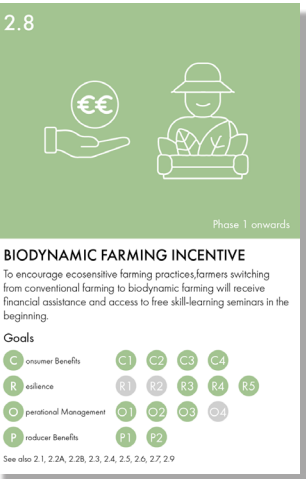 2.8
€€
Phase 1 onwards
BIODYNAMIC FARMING INCENTIVE
To encourage ecosensitive farming practices,farmers switching
from conventional farming to biodynamic farming will receive
financial assistance and access to free skill-learning seminars in the
beginning.
Goals
C onsumer Benefits C1 C2 C3 C4
R esilience R1 R2 R3 R4 R5
O perational Management O1 O2 O3 O4
P roducer Benefits P1 P2
See also 2.1, 2.2A, 2.2B, 2.3, 2.4, 2.5, 2.6, 2.7, 2.9